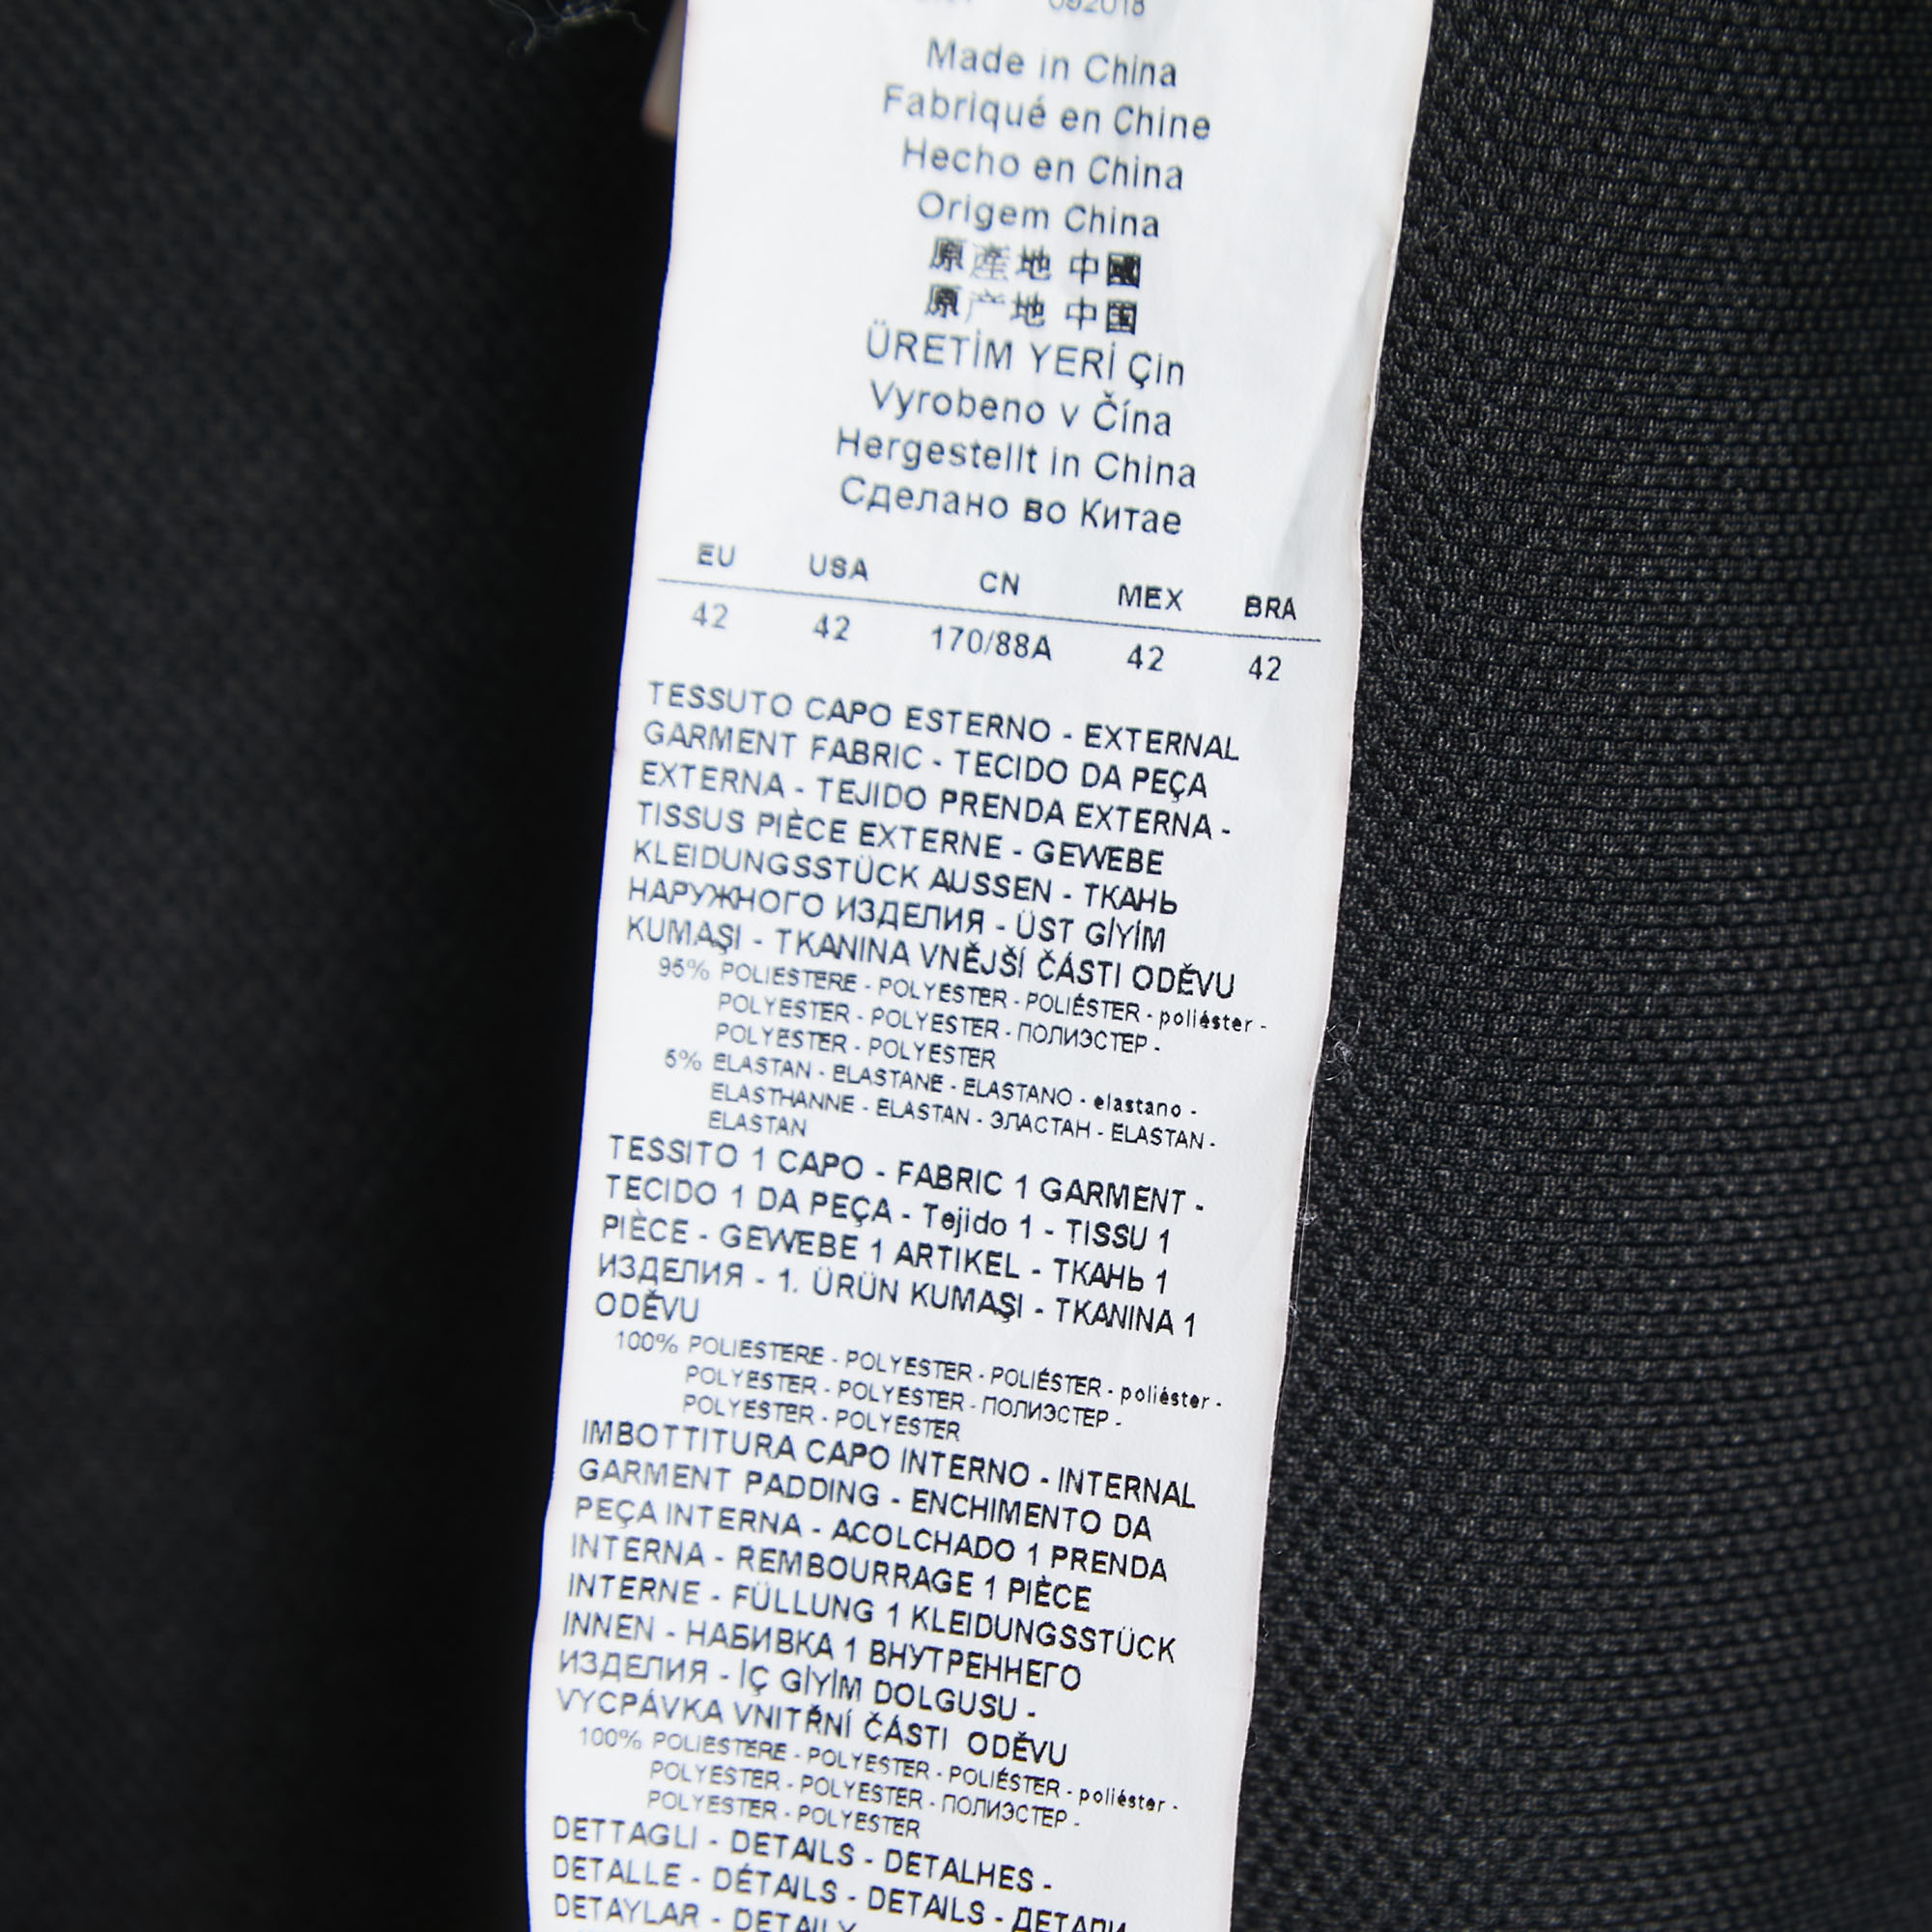 092018
Made in China
Fabriqué en Chine
Hecho en China
Origem China
原産地 中國
原产地 中国
ÜRETİM YERİ Çin
Vyrobeno v Čína
Hergestellt in China
Сделано во Китае
EU USA CN MEX BRA
42 42 170/88A 42 42
TESSUTO CAPO ESTERNO - EXTERNAL
GARMENT FABRIC - TECIDO DA PEÇA
EXTERNA - TEJIDO PRENDA EXTERNA -
TISSUS PIÈCE EXTERNE - GEWEBE
KLEIDUNGSSTÜCK AUSSEN - ТКАНЬ
НАРУЖНОГО ИЗДЕЛИЯ - ÜST GİYİM
KUMAŞI - TKANINA VNĚJŠÍ ČÁSTI ODĚVU
95% POLIESTERE - POLYESTER - POLIÉSTER - poliéster -
POLYESTER - POLYESTER - ПОЛИЭСТЕР -
POLYESTER - POLYESTER
5% ELASTAN - ELASTANE - ELASTANO - elastano -
ELASTHANNE - ELASTAN - ЭЛАСТАН - ELASTAN -
ELASTAN
TESSITO 1 CAPO - FABRIC 1 GARMENT -
TECIDO 1 DA PEÇA - Tejido 1 - TISSU 1
PIÈCE - GEWEBE 1 ARTIKEL - ТКАНЬ 1
ИЗДЕЛИЯ - 1. ÜRÜN KUMAŞI - TKANINA 1
ODĚVU
100% POLIESTERE - POLYESTER - POLIÉSTER - poliéster -
POLYESTER - POLYESTER - ПОЛИЭСТЕР -
POLYESTER - POLYESTER
IMBOTTITURA CAPO INTERNO - INTERNAL
GARMENT PADDING - ENCHIMENTO DA
PEÇA INTERNA - ACOLCHADO 1 PRENDA
INTERNA - REMBOURRAGE 1 PIÈCE
INTERNE - FÜLLUNG 1 KLEIDUNGSSTÜCK
INNEN - НАБИВКА 1 ВНУТРЕННЕГО
ИЗДЕЛИЯ - İÇ GİYİM DOLGUSU -
VYCPÁVKA VNITŘNÍ ČÁSTI ODĚVU
100% POLIESTERE - POLYESTER - POLIÉSTER - poliéster -
POLYESTER - POLYESTER - ПОЛИЭСТЕР -
POLYESTER - POLYESTER
DETTAGLI - DETAILS - DETALHES -
DETALLE - DÉTAILS - DETAILS - ДЕТАЛИ
DETAYLAR - DETAILY